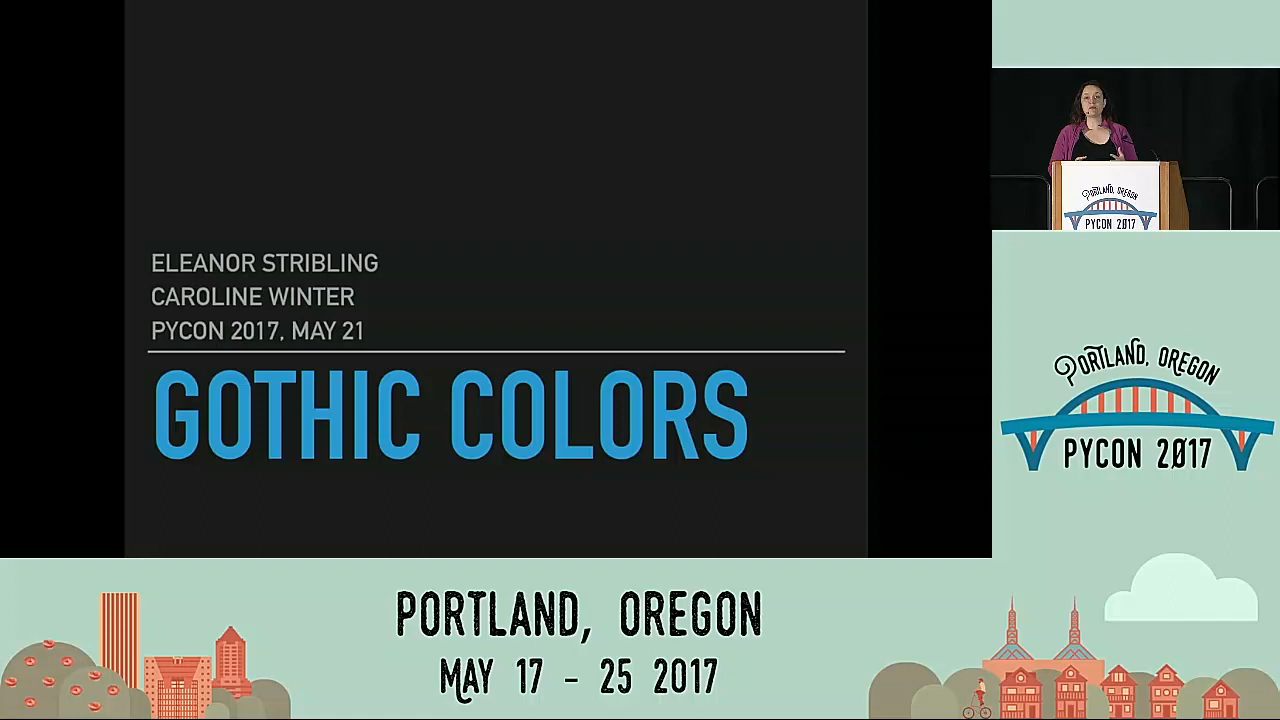 ELEANOR STRIBLING
CAROLINE WINTER
PYCON 2017, MAY 21
GOTHIC COLORS
PORTLAND, OREGON
PYCON 2017
PORTLAND, OREGON
PYCON 2017
PORTLAND, OREGON
MAY 17 - 25 2017